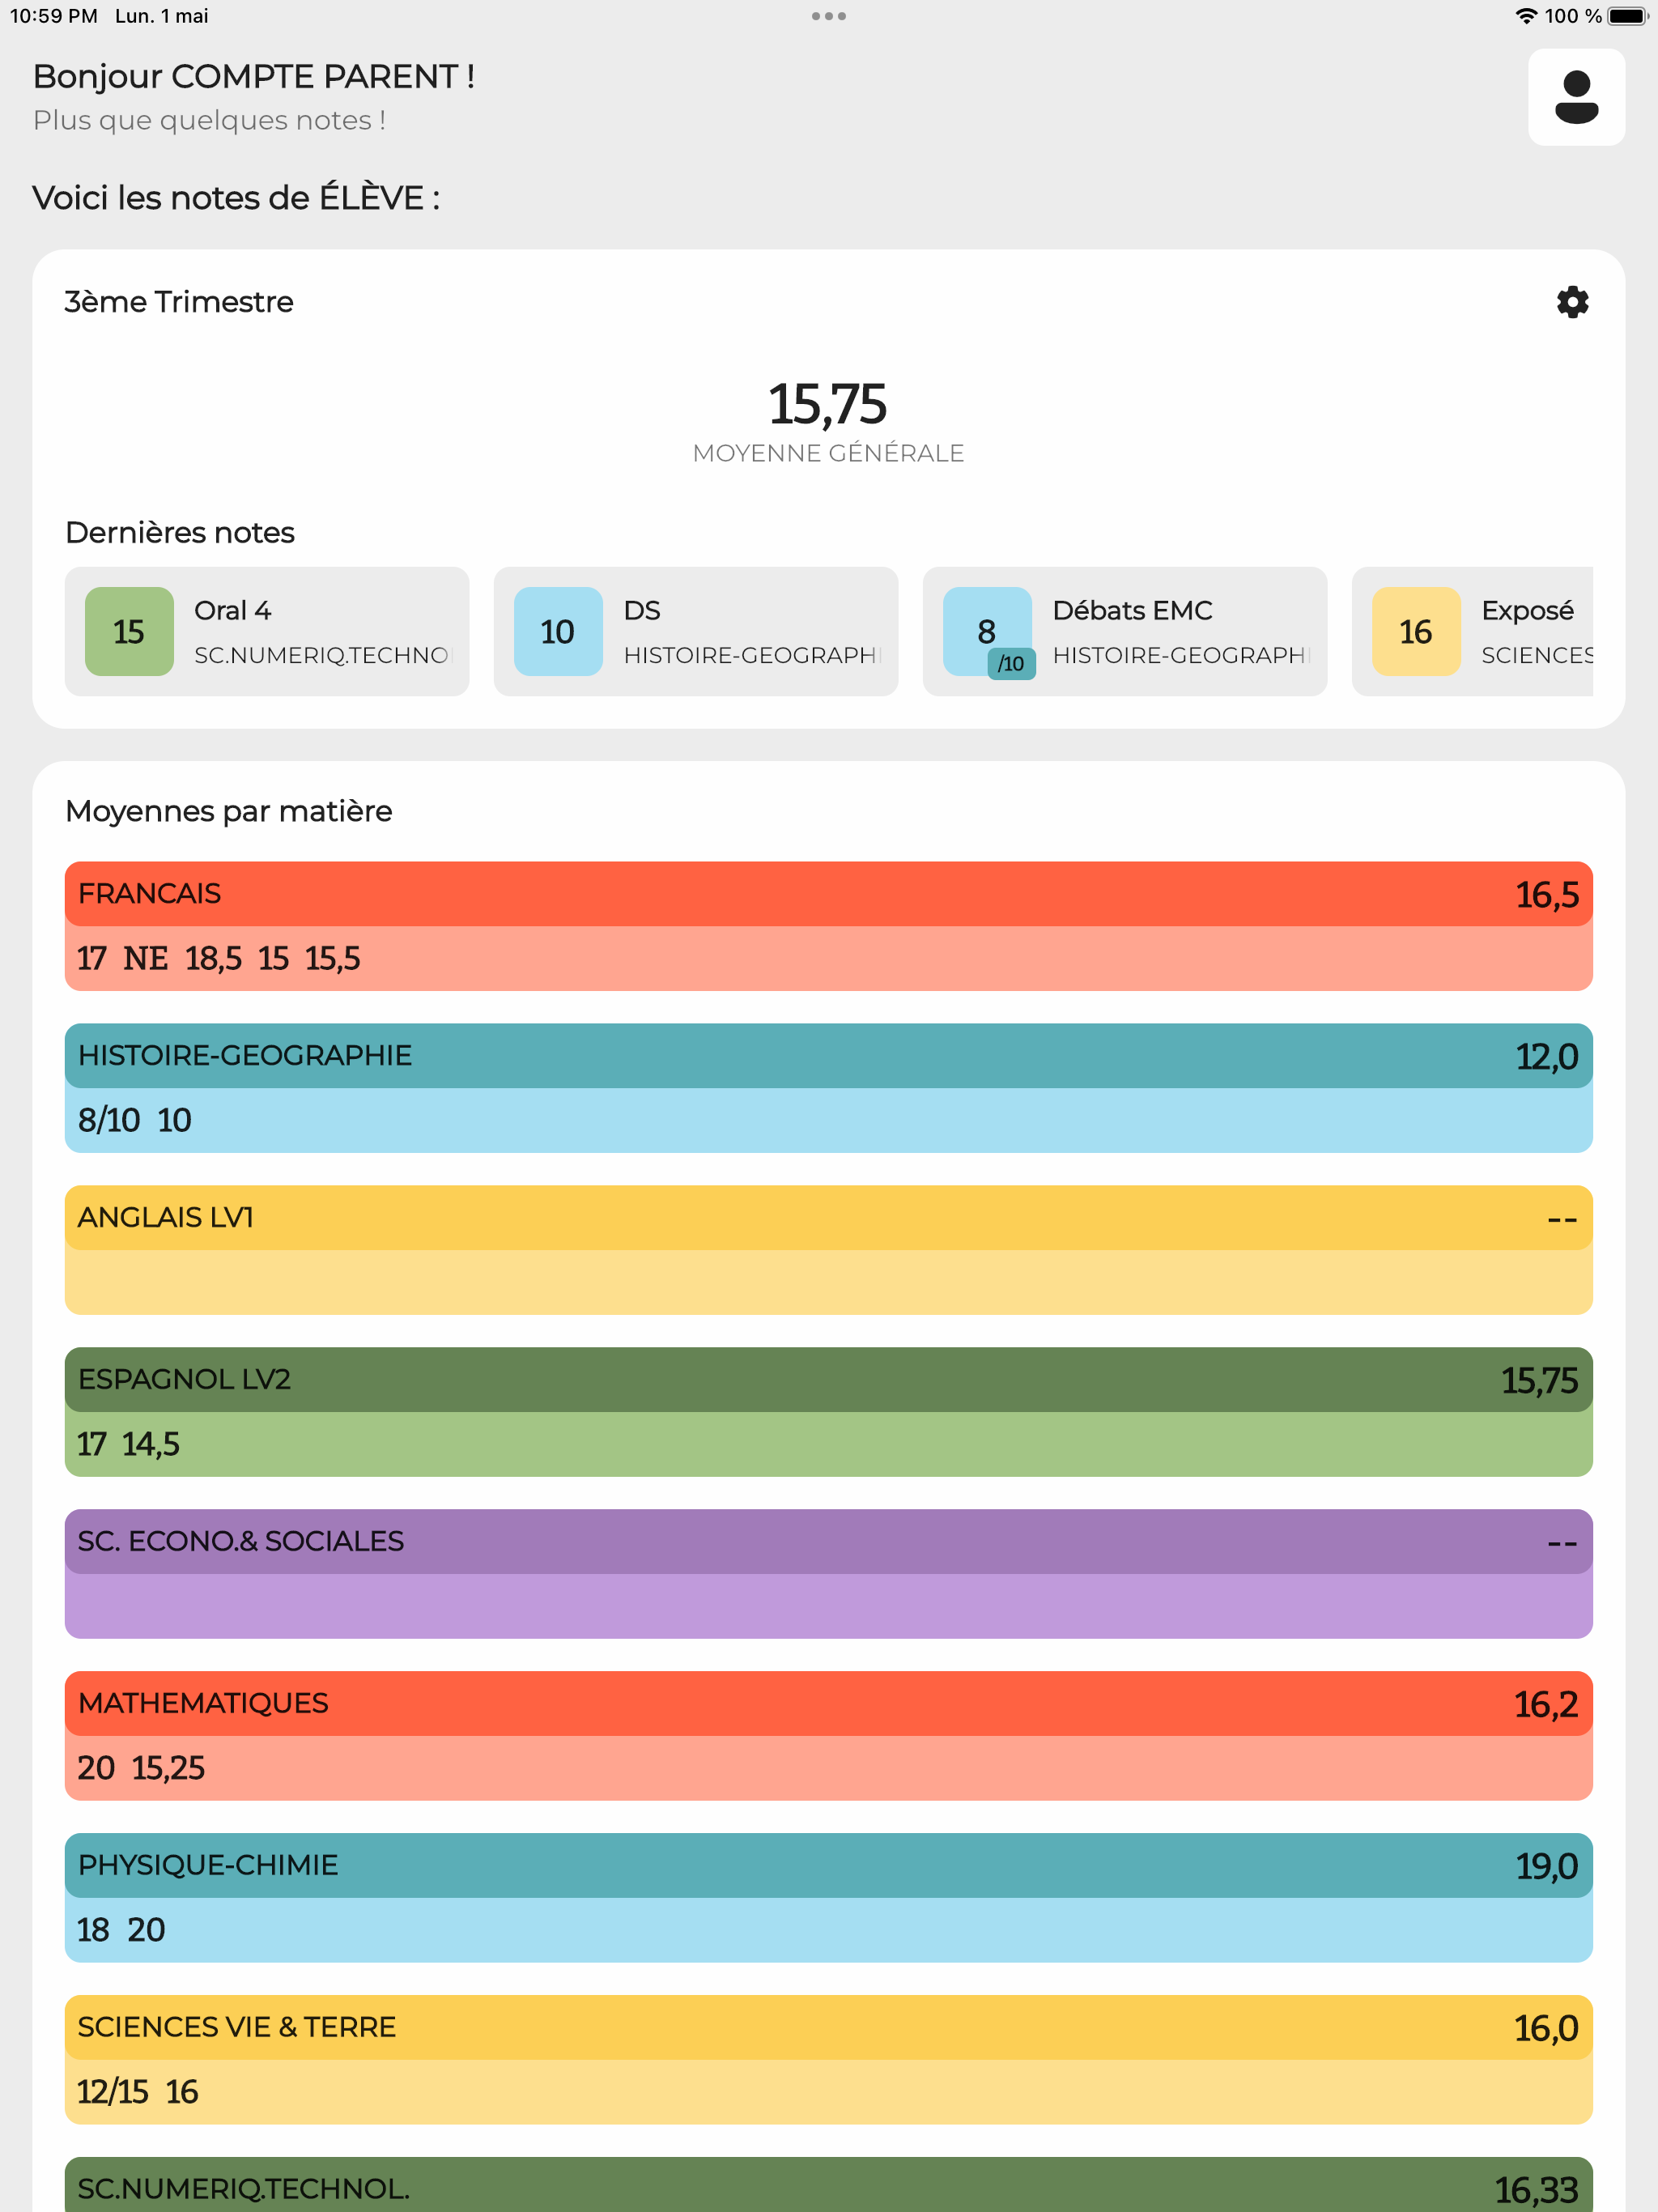 10:59 PM Lun. 1 mai 100 %
Bonjour COMPTE PARENT !
Plus que quelques notes !
Voici les notes de ÉLÈVE :
3ème Trimestre
15,75
MOYENNE GÉNÉRALE
Dernières notes
15 Oral 4
SC.NUMERIQ.TECHNO
10 DS
HISTOIRE-GEOGRAPH
8 /10 Débats EMC
HISTOIRE-GEOGRAPH
16 Exposé
SCIENCES
Moyennes par matière
FRANCAIS 16,5
17 NE 18,5 15 15,5
HISTOIRE-GEOGRAPHIE 12,0
8/10 10
ANGLAIS LV1 --
ESPAGNOL LV2 15,75
17 14,5
SC. ECONO.& SOCIALES --
MATHEMATIQUES 16,2
20 15,25
PHYSIQUE-CHIMIE 19,0
18 20
SCIENCES VIE & TERRE 16,0
12/15 16
SC.NUMERIQ.TECHNOL. 16,33